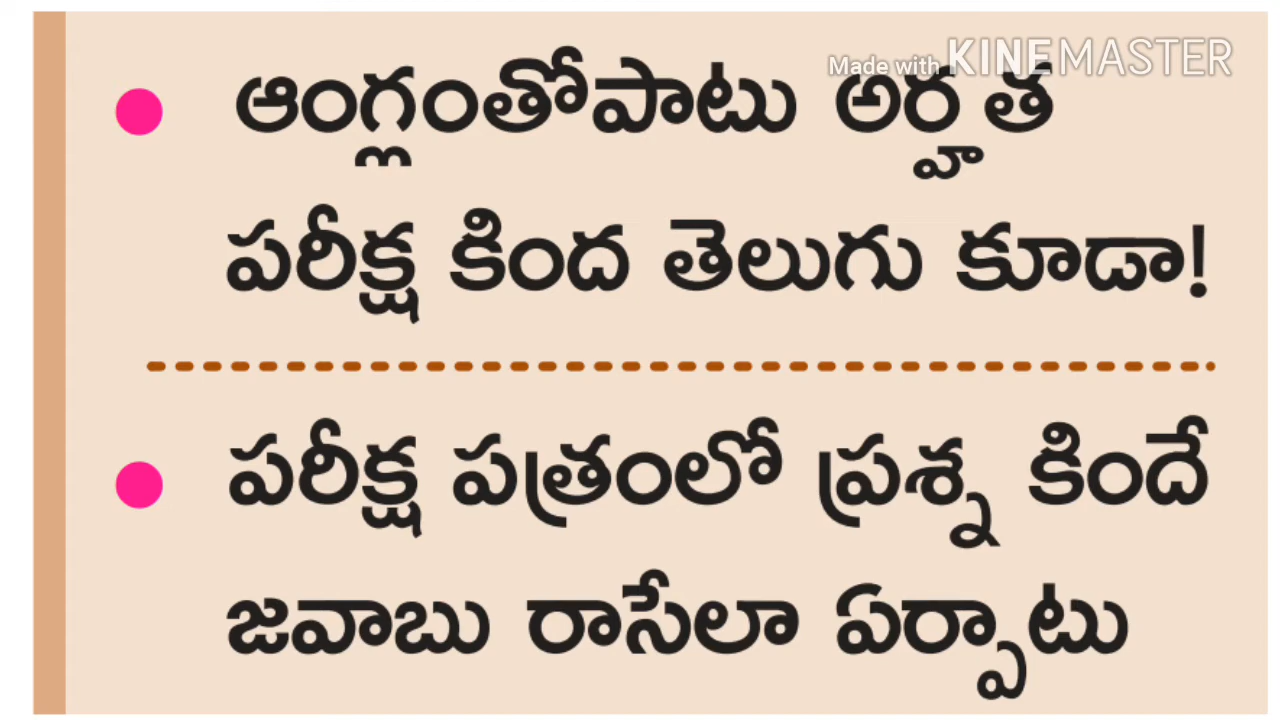 Made with KINEMASTER
ఆంగ్లంతోపాటు అర్హత
పరీక్ష కింద తెలుగు కూడా!
పరీక్ష పత్రంలో ప్రశ్న కిందే
జవాబు రాసేలా ఏర్పాటు